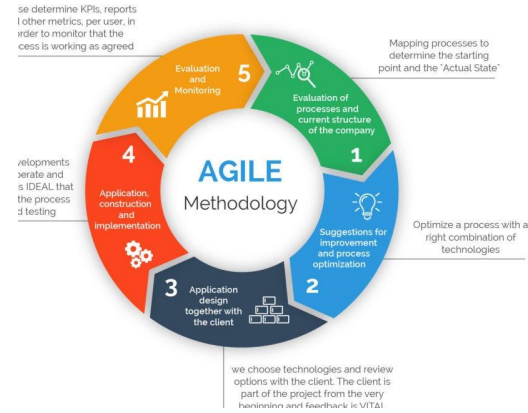 determine KPIs, reports
other metrics, per user, in
order to monitor that the
is working as agreed
Mapping processes to
determine the starting
point and the "Actual State"
Evaluation
and
Monitoring
5
Evaluation of
processes and
current structure
of the company
1
AGILE
Methodology
4
Application,
construction
and
implementation
and
is IDEAL that
the process
testing
Suggestions for
improvement
and process
optimization
2
Optimize a process with a
right combination of
technologies
3
Application
design
together with
the client
we choose technologies and review
options with the client. The client is
part of the project from the very
beginning and feedback is VITAL